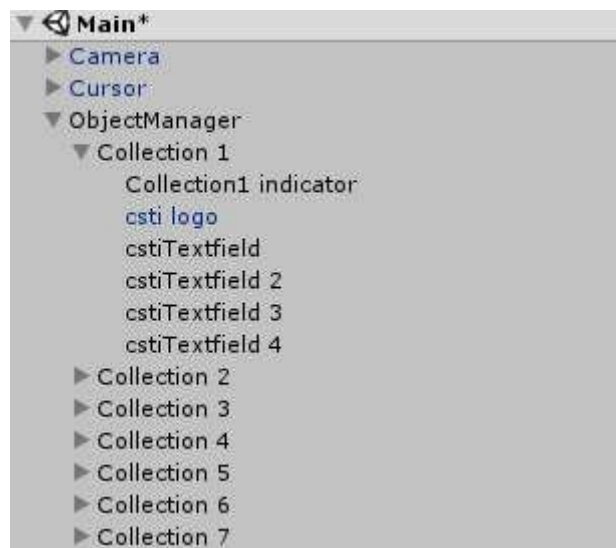 Main*
Camera
Cursor
ObjectManager
Collection 1
Collection1 indicator
csti logo
cstiTextfield
cstiTextfield 2
cstiTextfield 3
cstiTextfield 4
Collection 2
Collection 3
Collection 4
Collection 5
Collection 6
Collection 7